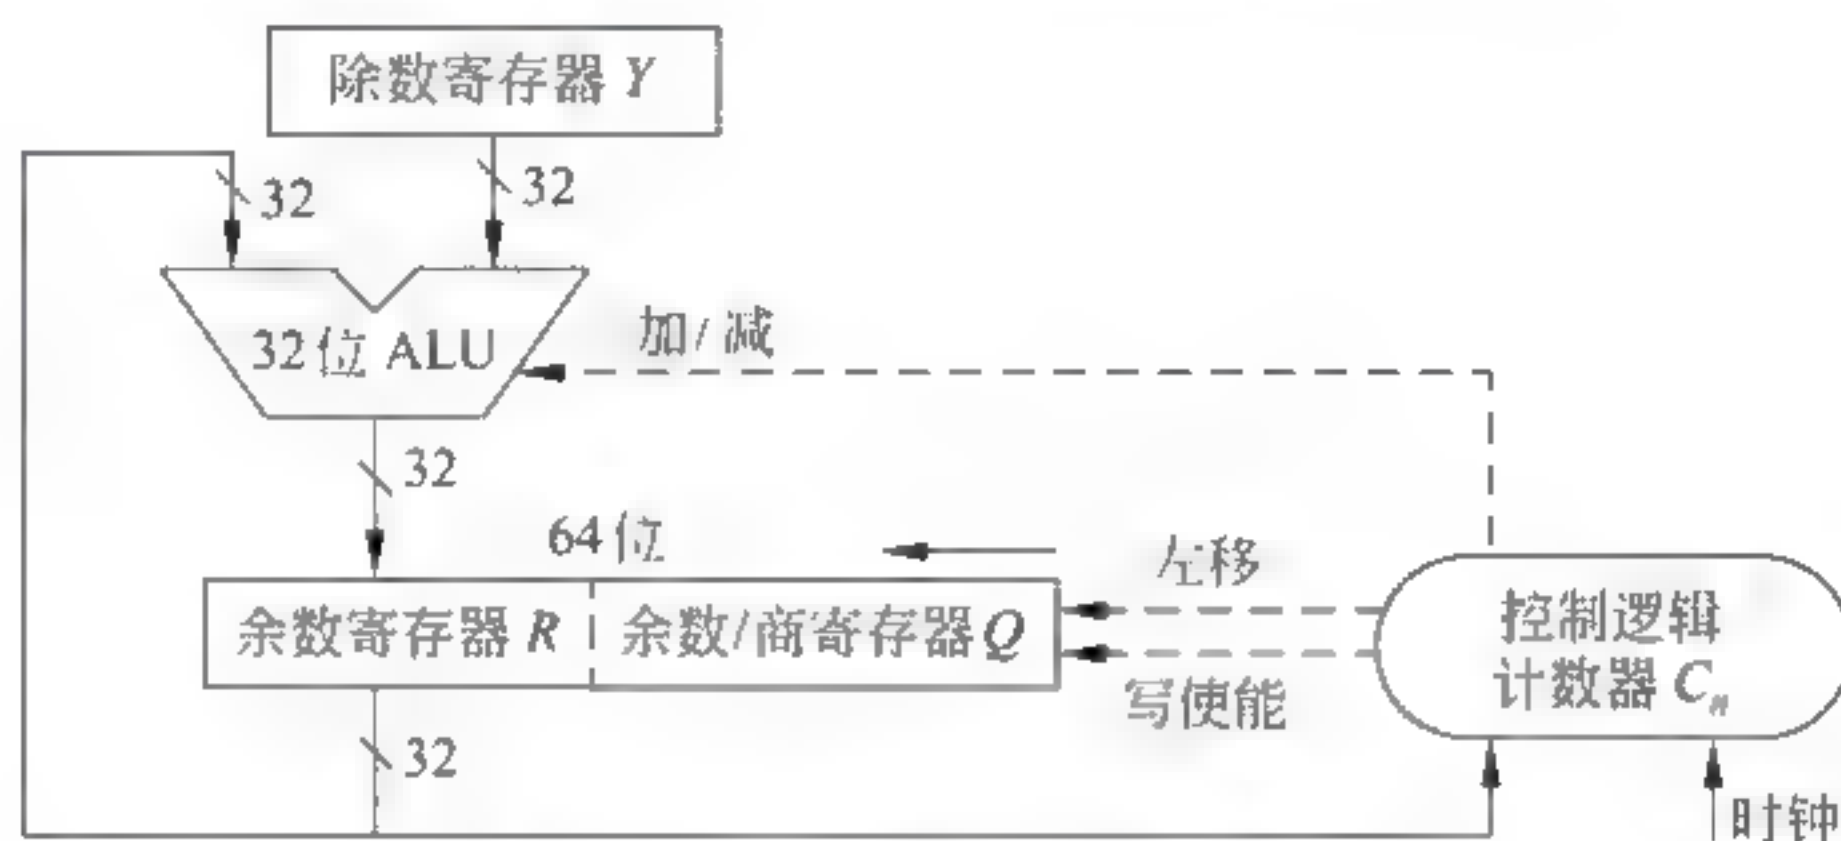 除数寄存器 Y
32
32
32位 ALU
加/减
32
64位
左移
余数寄存器 R
余数/商寄存器Q
控制逻辑
计数器 Cn
写使能
32
时钟